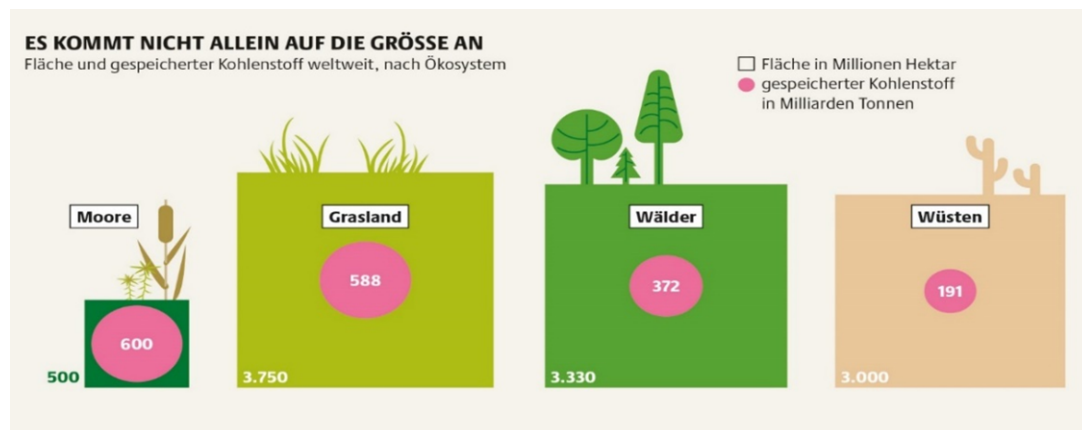 ES KOMMT NICHT ALLEIN AUF DIE GRÖSSE AN
Fläche und gespeicherter Kohlenstoff weltweit, nach Ökosystem
Fläche in Millionen Hektar
gespeicherter Kohlenstoff
in Milliarden Tonnen
Moore
600
500
Grasland
588
3.750
Wälder
372
3.330
Wüsten
191
3.000